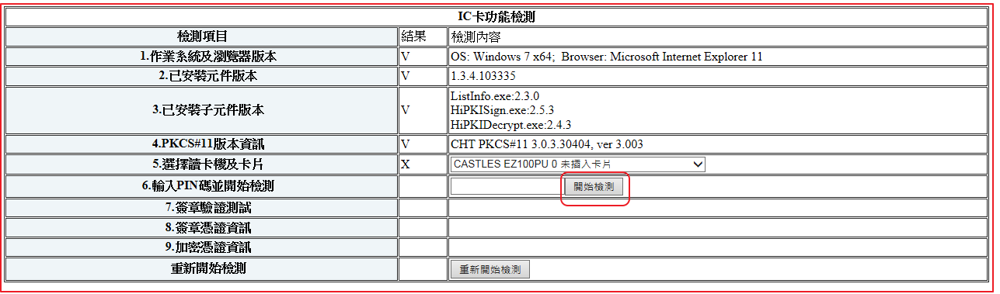 IC卡功能檢測
檢測項目 結果 檢測內容
1.作業系統及瀏覽器版本 V OS: Windows 7 x64; Browser: Microsoft Internet Explorer 11
2.已安裝元件版本 V 1.3.4.103335
3.已安裝子元件版本 V ListInfo.exe:2.3.0
HiPKISign.exe:2.5.3
HiPKIDecrypt.exe:2.4.3
4.PKCS#11版本資訊 V CHT PKCS#11 3.0.3.30404, ver 3.003
5.選擇讀卡機及卡片 X CASTLES EZ100PU 0 未插入卡片
6.輸入PIN碼並開始檢測 開始檢測
7.簽章驗證測試
8.簽章憑證資訊
9.加密憑證資訊
重新開始檢測 重新開始檢測